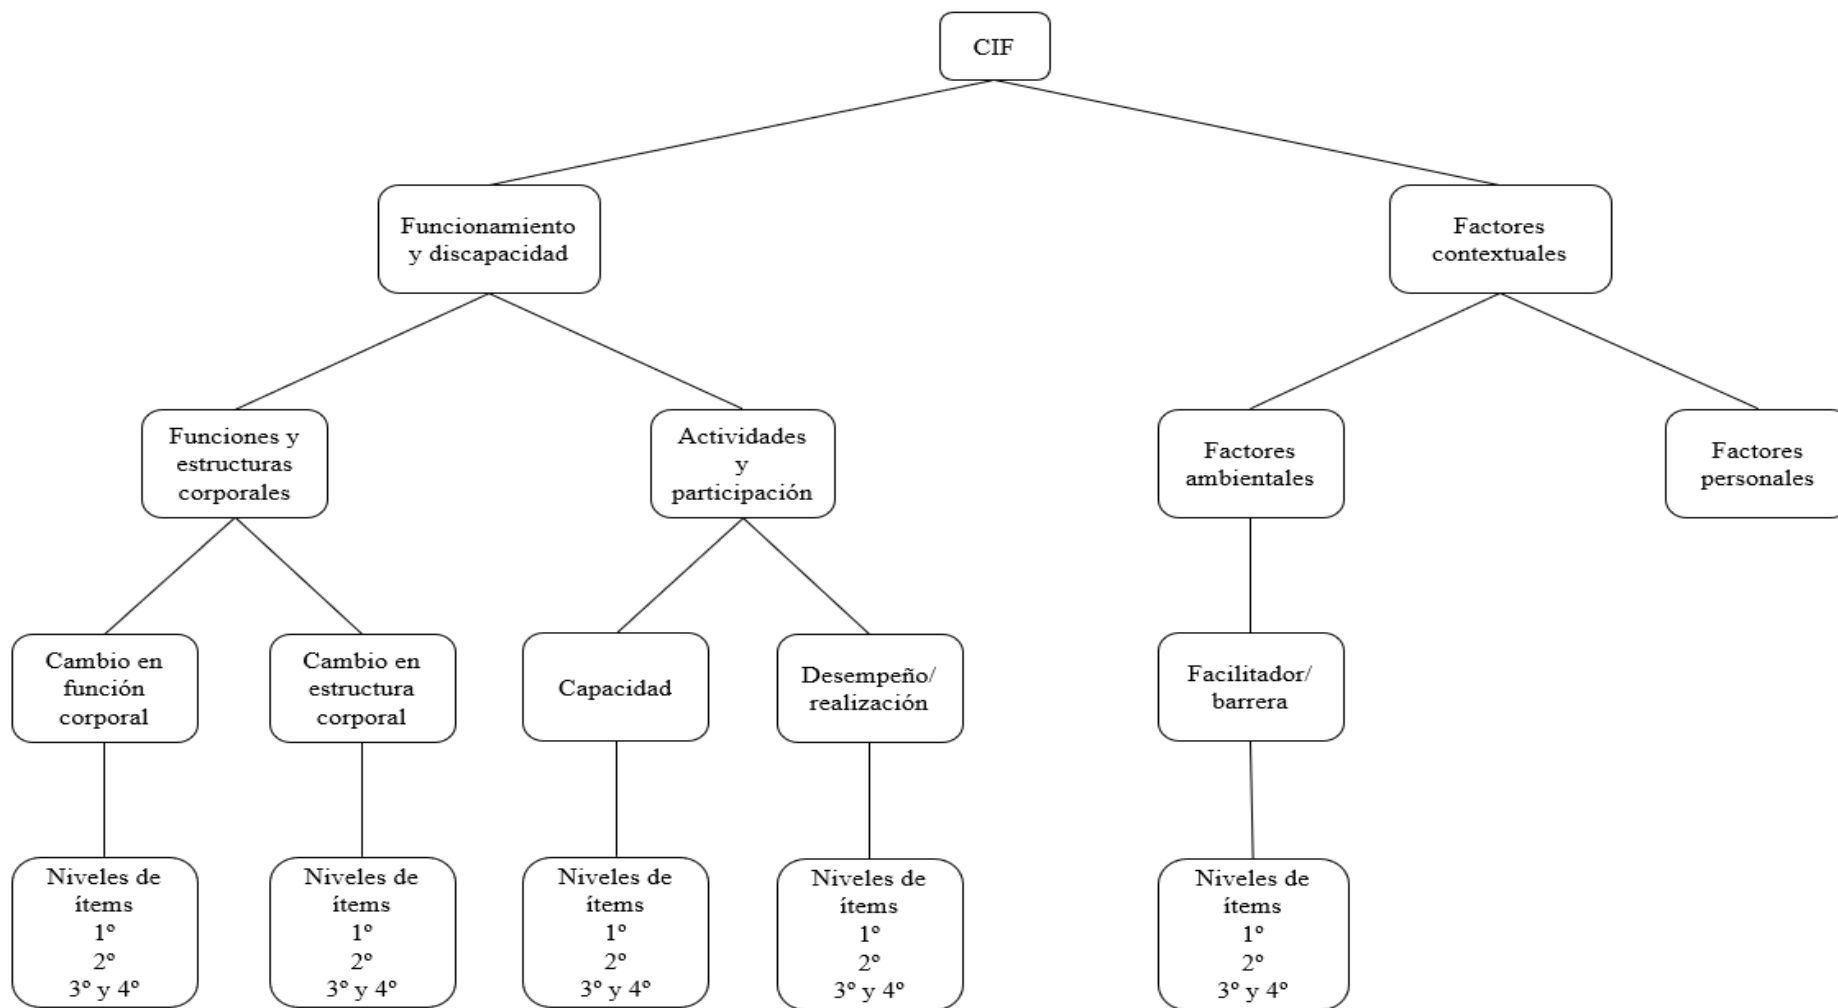 CIF
Funcionamiento
y discapacidad
Factores
contextuales
Funciones y
estructuras
corporales
Actividades
y
participación
Factores
ambientales
Factores
personales
Cambio en
función
corporal
Cambio en
estructura
corporal
Capacidad
Desempeño/
realización
Facilitador/
barrera
Niveles de
ítems
1º
2º
3º y 4º
Niveles de
ítems
1º
2º
3º y 4º
Niveles de
ítems
1º
2º
3º y 4º
Niveles de
ítems
1º
2º
3º y 4º
Niveles de
ítems
1º
2º
3º y 4º